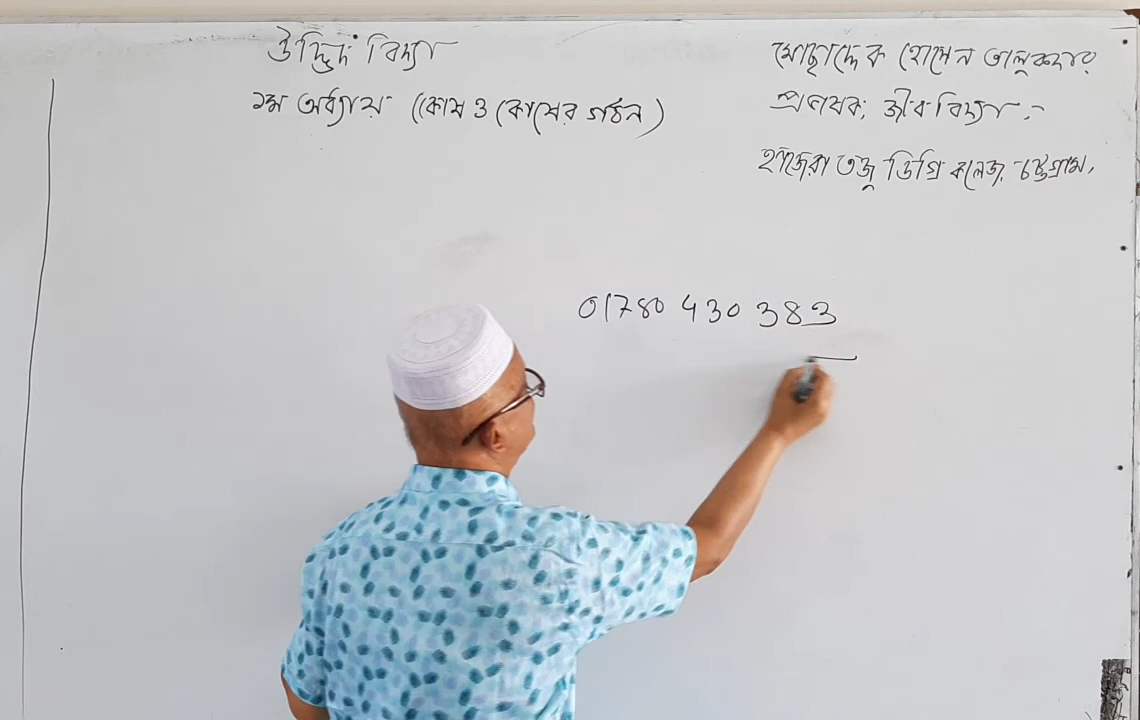 উদ্ভিদ বিদ্যা
১ম অধ্যায় (কোষ ও কোষের গঠন)
মোছাদ্দেক হোসেন তালুকদার
প্রভাষক, জীববিদ্যা।
হাজেরা তজু ডিগ্রি কলেজ, চট্টগ্রাম,
01780 430 383